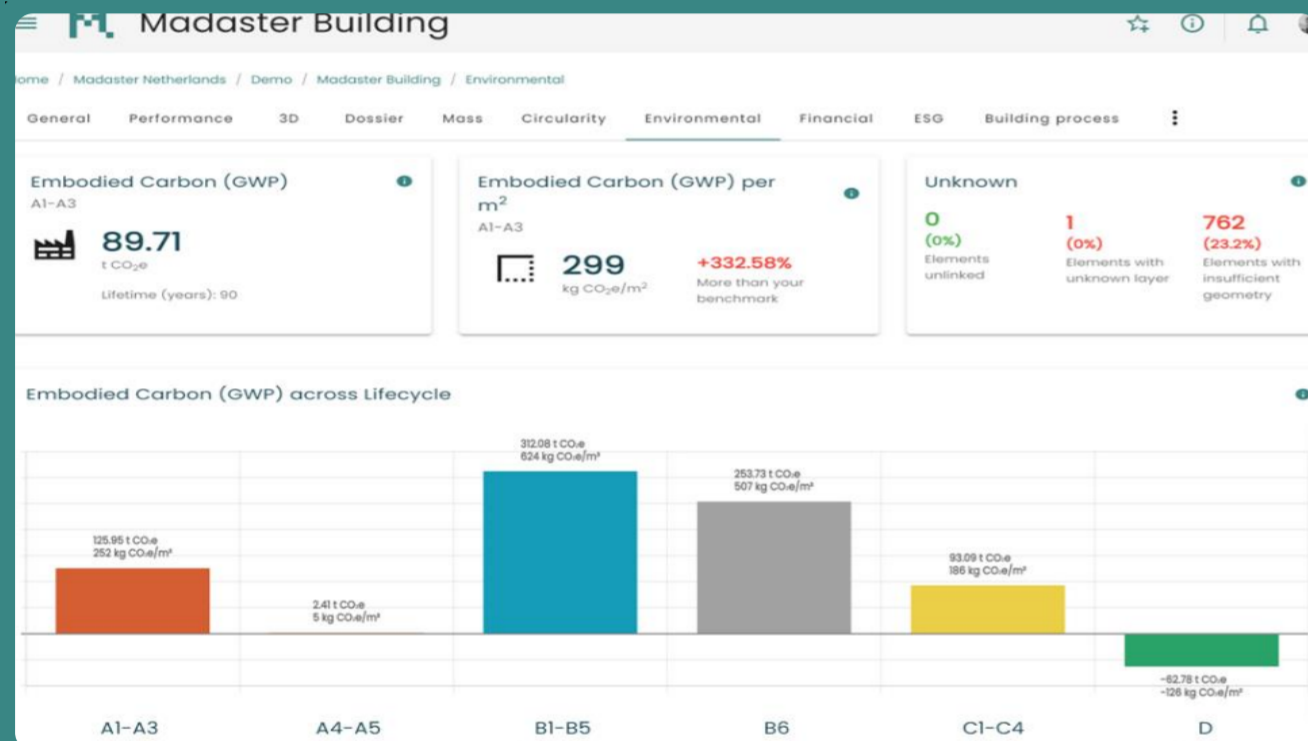 Madaster Building
Home / Madaster Netherlands / Demo / Madaster Building / Environmental
General Performance 3D Dossier Mass Circularity Environmental Financial ESG Building process
Embodied Carbon (GWP)
A1-A3
89.71
t CO₂e
Lifetime (years): 90
Embodied Carbon (GWP) per
m²
A1-A3
299
kg CO₂e/m²
+332.58%
More than your
benchmark
Unknown
0
(0%)
Elements
unlinked
1
(0%)
Elements with
unknown layer
762
(23.2%)
Elements with
insufficient
geometry
Embodied Carbon (GWP) across Lifecycle
125.95 t CO₂e
252 kg CO₂e/m²
2.41 t CO₂e
5 kg CO₂e/m²
312.08 t CO₂e
624 kg CO₂e/m²
253.73 t CO₂e
507 kg CO₂e/m²
93.09 t CO₂e
186 kg CO₂e/m²
-62.78 t CO₂e
-126 kg CO₂e/m²
A1-A3 A4-A5 B1-B5 B6 C1-C4 D